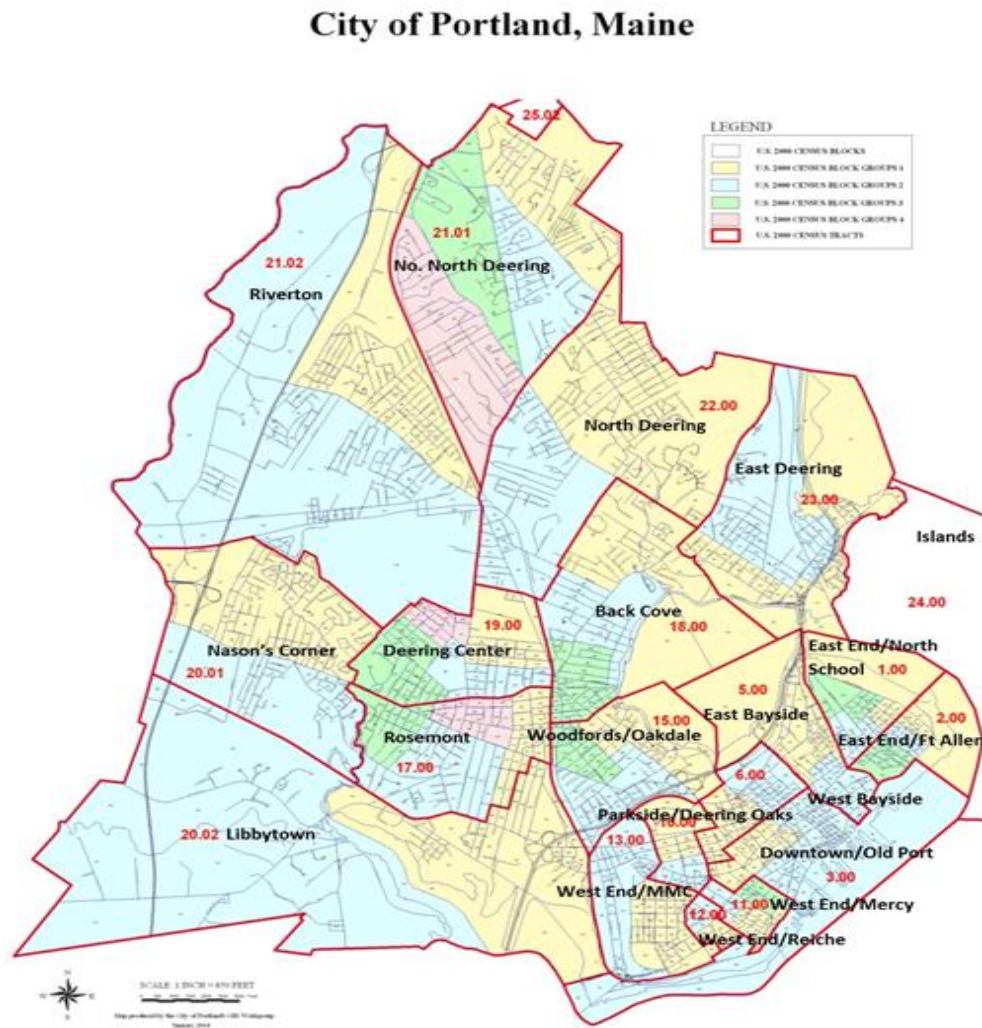 City of Portland, Maine
LEGEND
U.S. 2000 CENSUS BLOCKS
U.S. 2000 CENSUS BLOCK GROUPS 1
U.S. 2000 CENSUS BLOCK GROUPS 2
U.S. 2000 CENSUS BLOCK GROUPS 3
U.S. 2000 CENSUS BLOCK GROUPS 4
U.S. 2000 CENSUS TRACTS
25.02
21.01
No. North Deering
21.02
Riverton
22.00
North Deering
East Deering
23.00
Islands
24.00
Back Cove
18.00
19.00
Deering Center
Nason's Corner
20.01
East End/North
School
1.00
5.00
East Bayside
2.00
East End/Ft Allen
15.00
Woodfords/Oakdale
Rosemont
17.00
6.00
West Bayside
Parkside/Deering Oaks
13.00
20.02 Libbytown
Downtown/Old Port
3.00
West End/MMC
11.00 West End/Mercy
12.00
West End/Reiche
N
W E
S